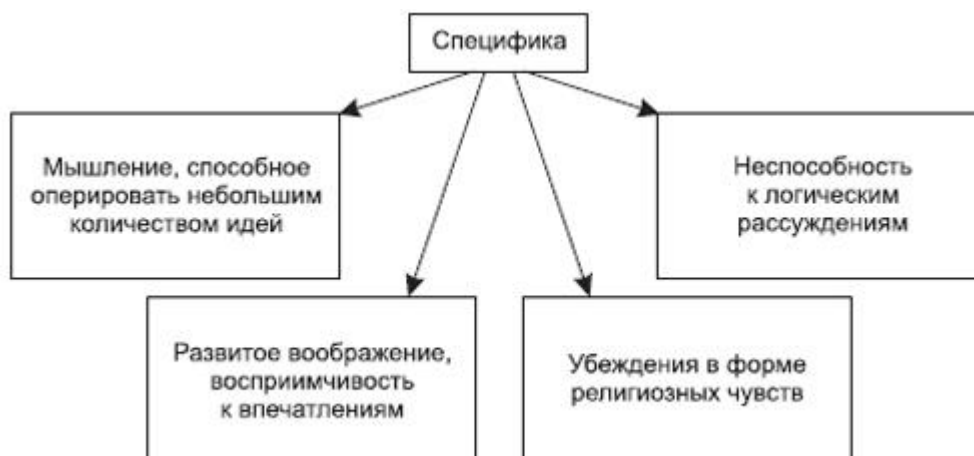 Специфика
Мышление, способное
оперировать небольшим
количеством идей
Неспособность
к логическим
рассуждениям
Развитое воображение,
восприимчивость
к впечатлениям
Убеждения в форме
религиозных чувств